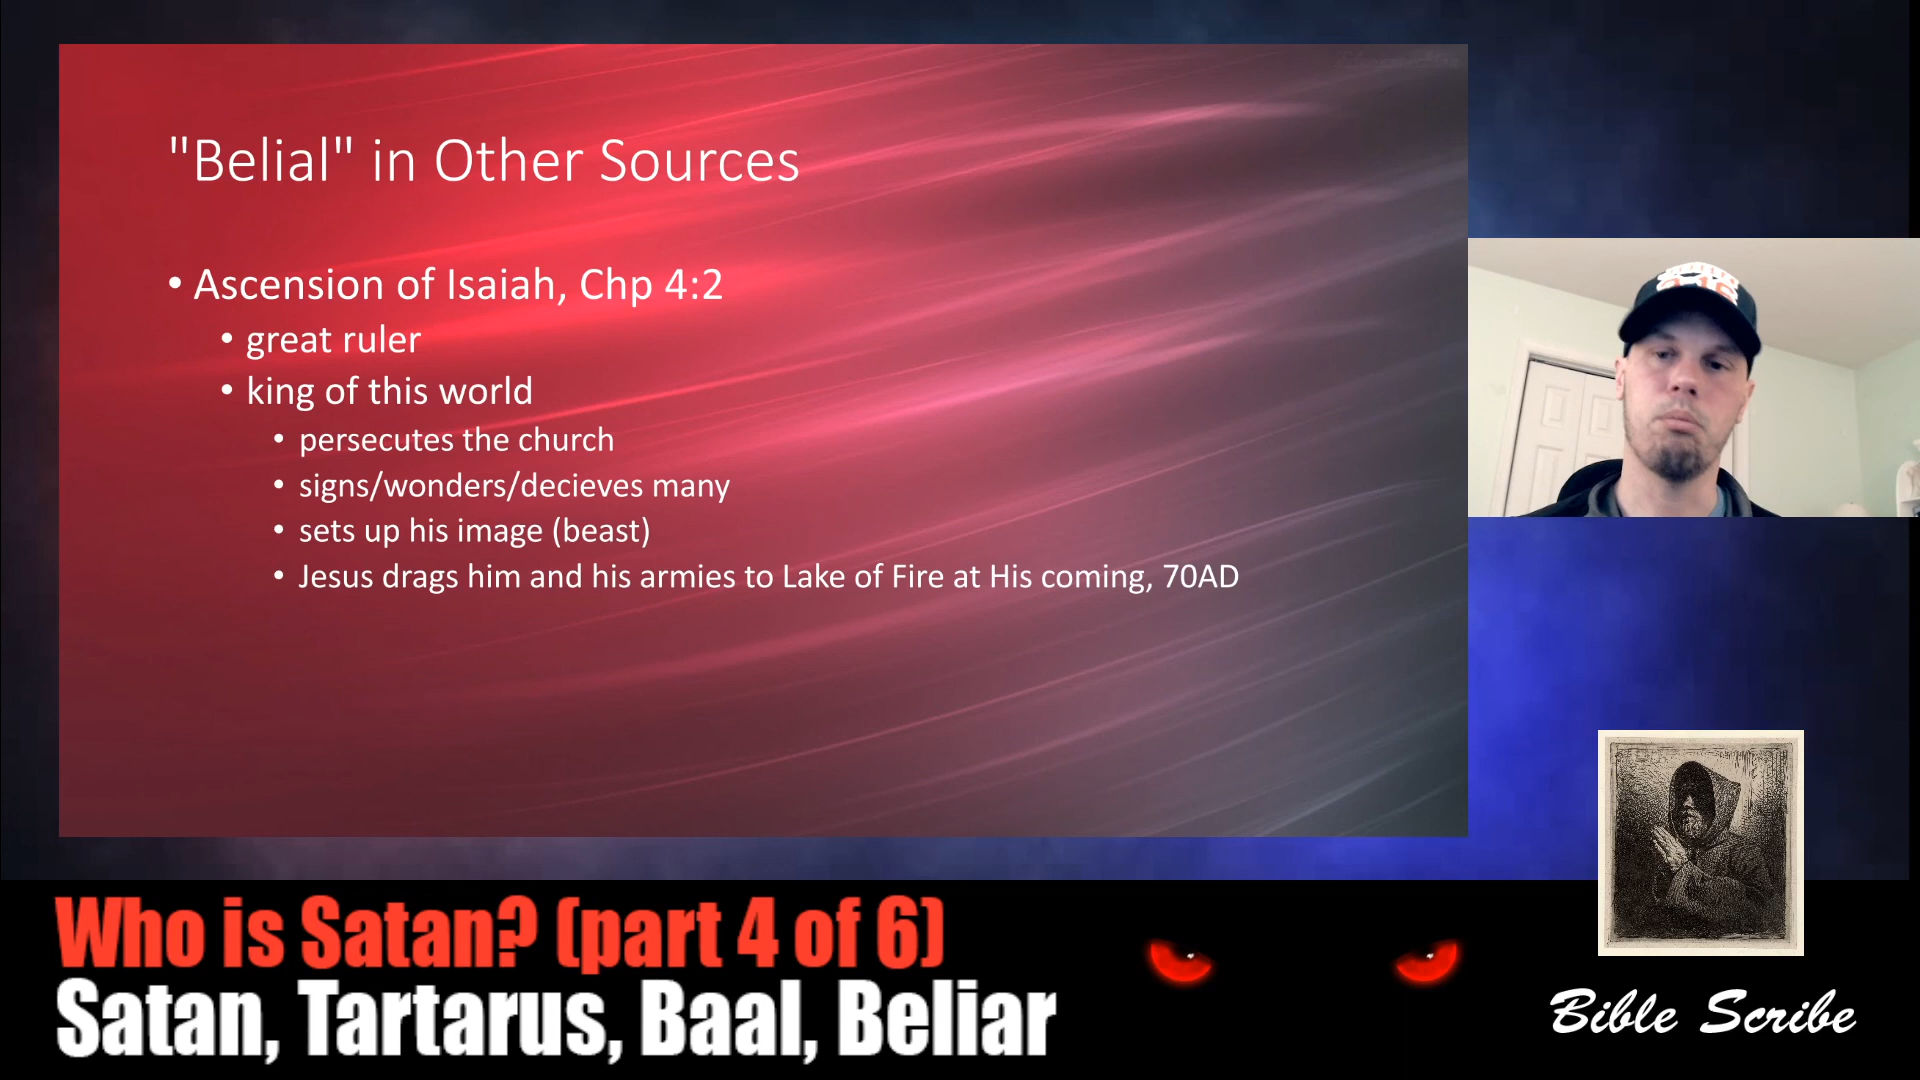 "Belial" in Other Sources
• Ascension of Isaiah, Chp 4:2
• great ruler
• king of this world
• persecutes the church
• signs/wonders/decieves many
• sets up his image (beast)
• Jesus drags him and his armies to Lake of Fire at His coming, 70AD
Who is Satan? (part 4 of 6)
Satan, Tartarus, Baal, Beliar
Bible Scribe